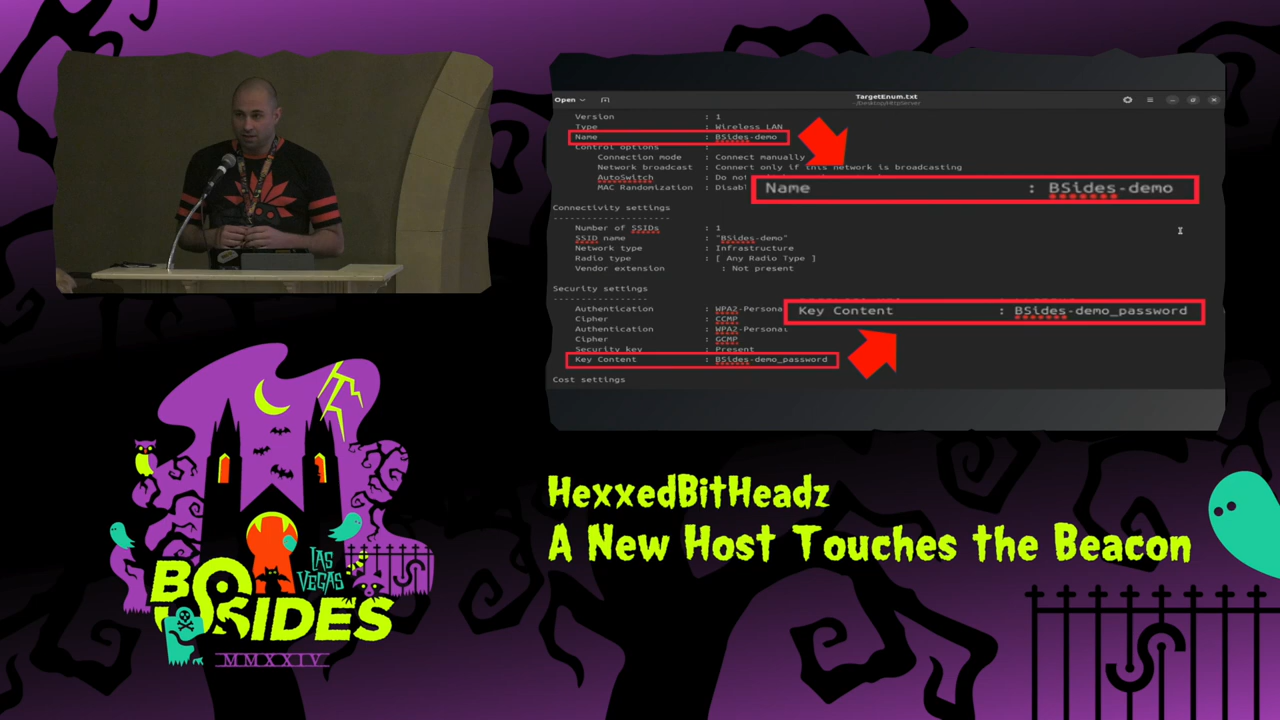 Open
TargetEnum.txt
~/Desktop/HttpServer
Version : 1
Type : Wireless LAN
Name : BSides-demo
Control options :
Connection mode : Connect manually
Network broadcast : Connect only if this network is broadcasting
AutoSwitch : Do not
MAC Randomization : Disabl
Name : BSides-demo
Connectivity settings
---------------------
Number of SSIDs : 1
SSID name : "BSides-demo"
Network type : Infrastructure
Radio type : [ Any Radio Type ]
Vendor extension : Not present
Security settings
-----------------
Authentication : WPA2-Persona
Key Content : BSides-demo_password
Cipher : CCMP
Authentication : WPA2-Personal
Cipher : GCMP
Security key : Present
Key Content : BSides-demo_password
Cost settings
HexxedBitHeadz
A New Host Touches the Beacon
BSIDES
LAS
VEGAS
MMXXIV